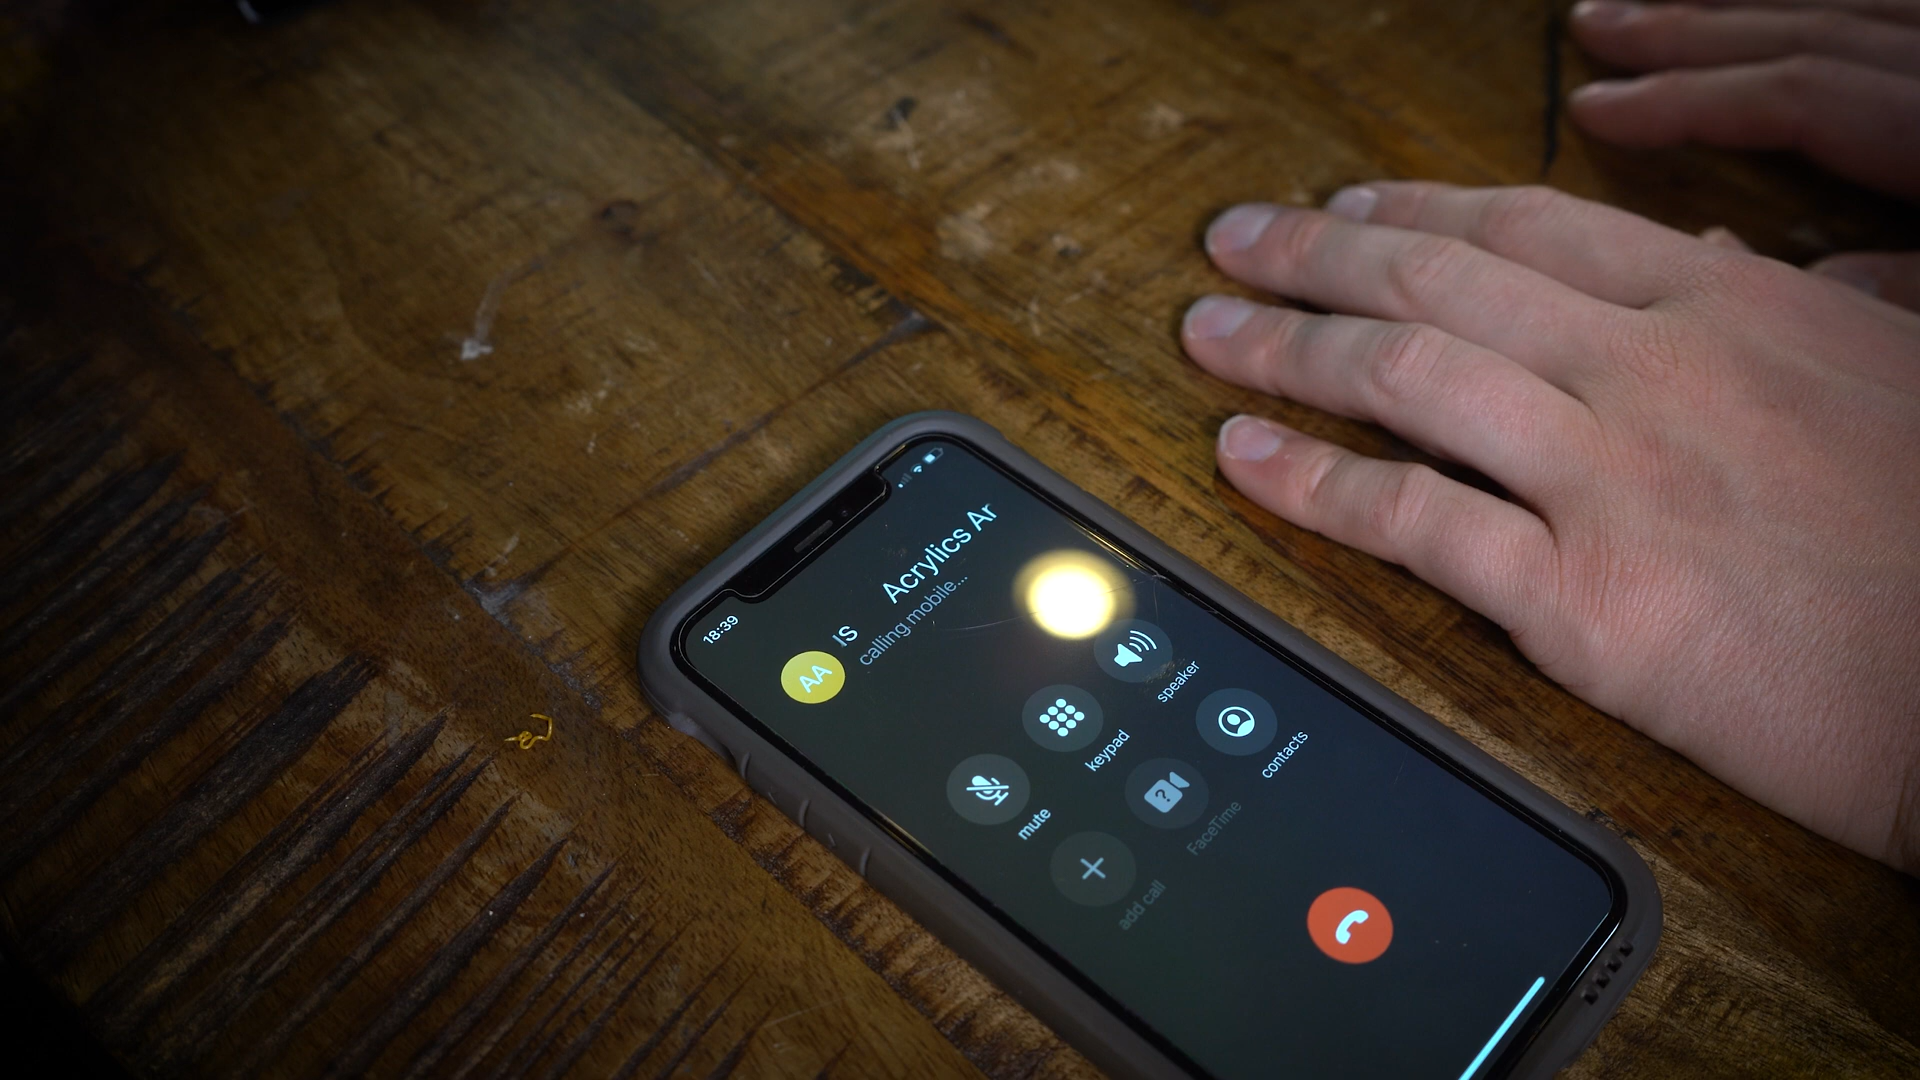 18:39
Acrylics Ar
IS
calling mobile...
AA
mute
keypad
speaker
add call
FaceTime
contacts